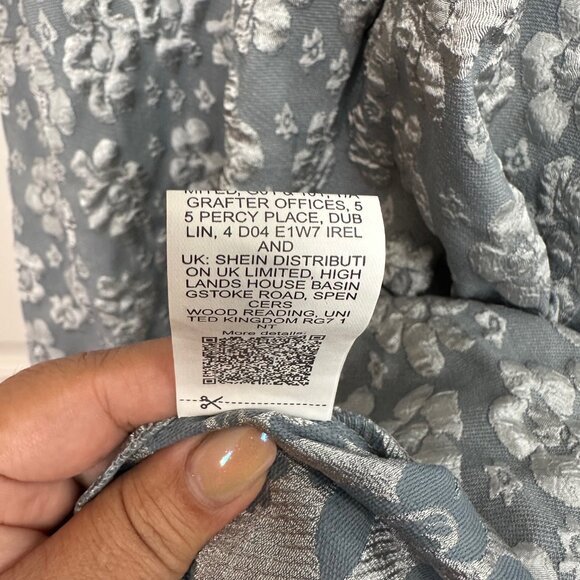 GRAFTER OFFICES, 5
5 PERCY PLACE, DUB
LIN, 4 D04 E1W7 IREL
AND
UK: SHEIN DISTRIBUTI
ON UK LIMITED, HIGH
LANDS HOUSE BASIN
GSTOKE ROAD, SPEN
CERS
WOOD READING, UNI
TED KINGDOM RG7 1
NT
More details: